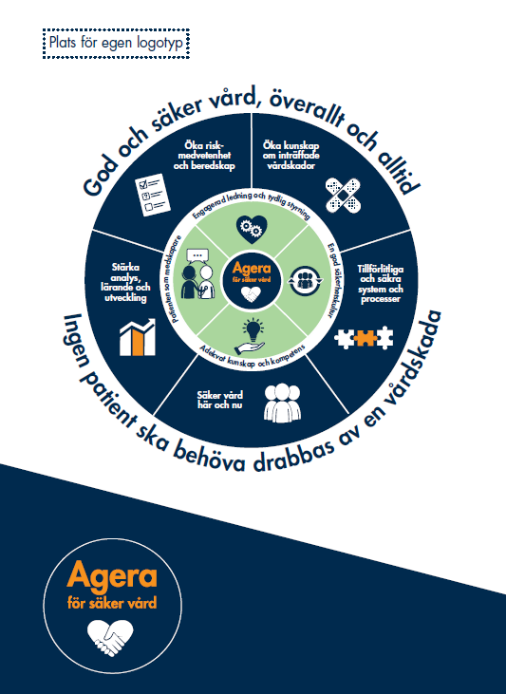 Plats för egen logotyp
God och säker vård, överallt och alltid
Öka risk-
medvetenhet
och beredskap
Öka kunskap
om inträffade
vårdskador
Engagerad ledning och tydlig styrning
Patienten som medskapare
En god säkerhetskultur
Agera
för säker vård
Stärka
analys,
lärande och
utveckling
Tillförlitliga
och säkra
system och
processer
Adekvat kunskap och kompetens
Säker vård
här och nu
Ingen patient ska behöva drabbas av en vårdskada
Agera
för säker vård